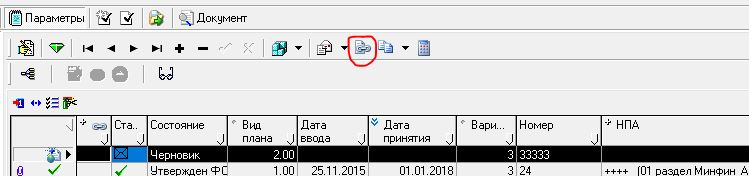 Параметры Документ
Ста.. Состояние Вид плана Дата ввода Дата принятия Вари... Номер НПА
Черновик 2.00 3 33333
Утвержден ФО 1.00 25.11.2015 01.01.2018 3 24 ++++ (01 раздел Минфин